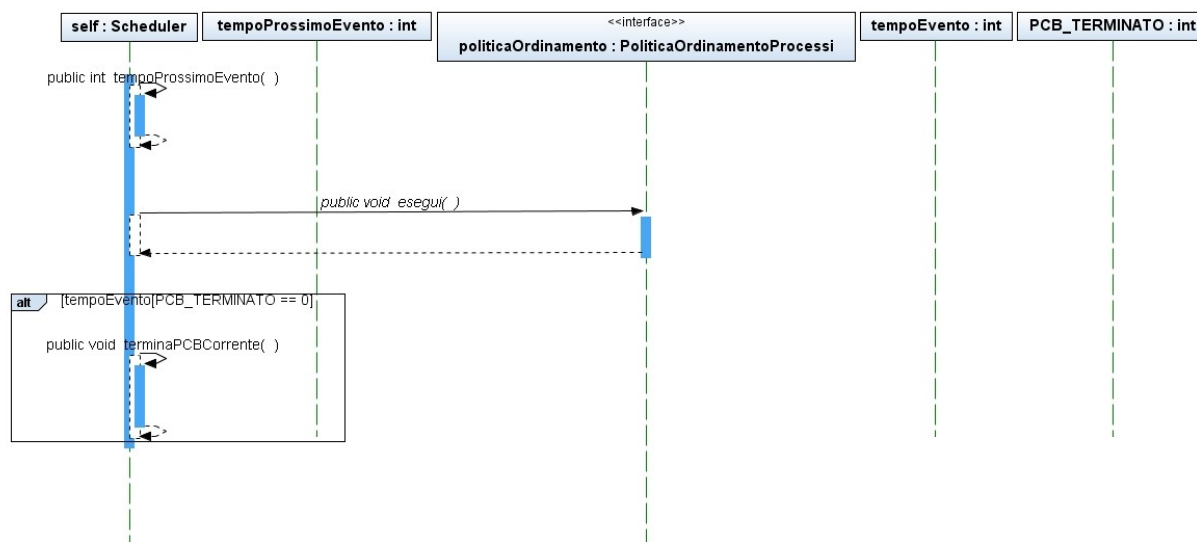 self : Scheduler
tempoProssimoEvento : int
<<interface>>
politicaOrdinamento : PoliticaOrdinamentoProcessi
tempoEvento : int
PCB_TERMINATO : int
public int tempoProssimoEvento( )
public void esegui( )
alt [tempoEvento[PCB_TERMINATO == 0]
public void terminaPCBCorrente( )